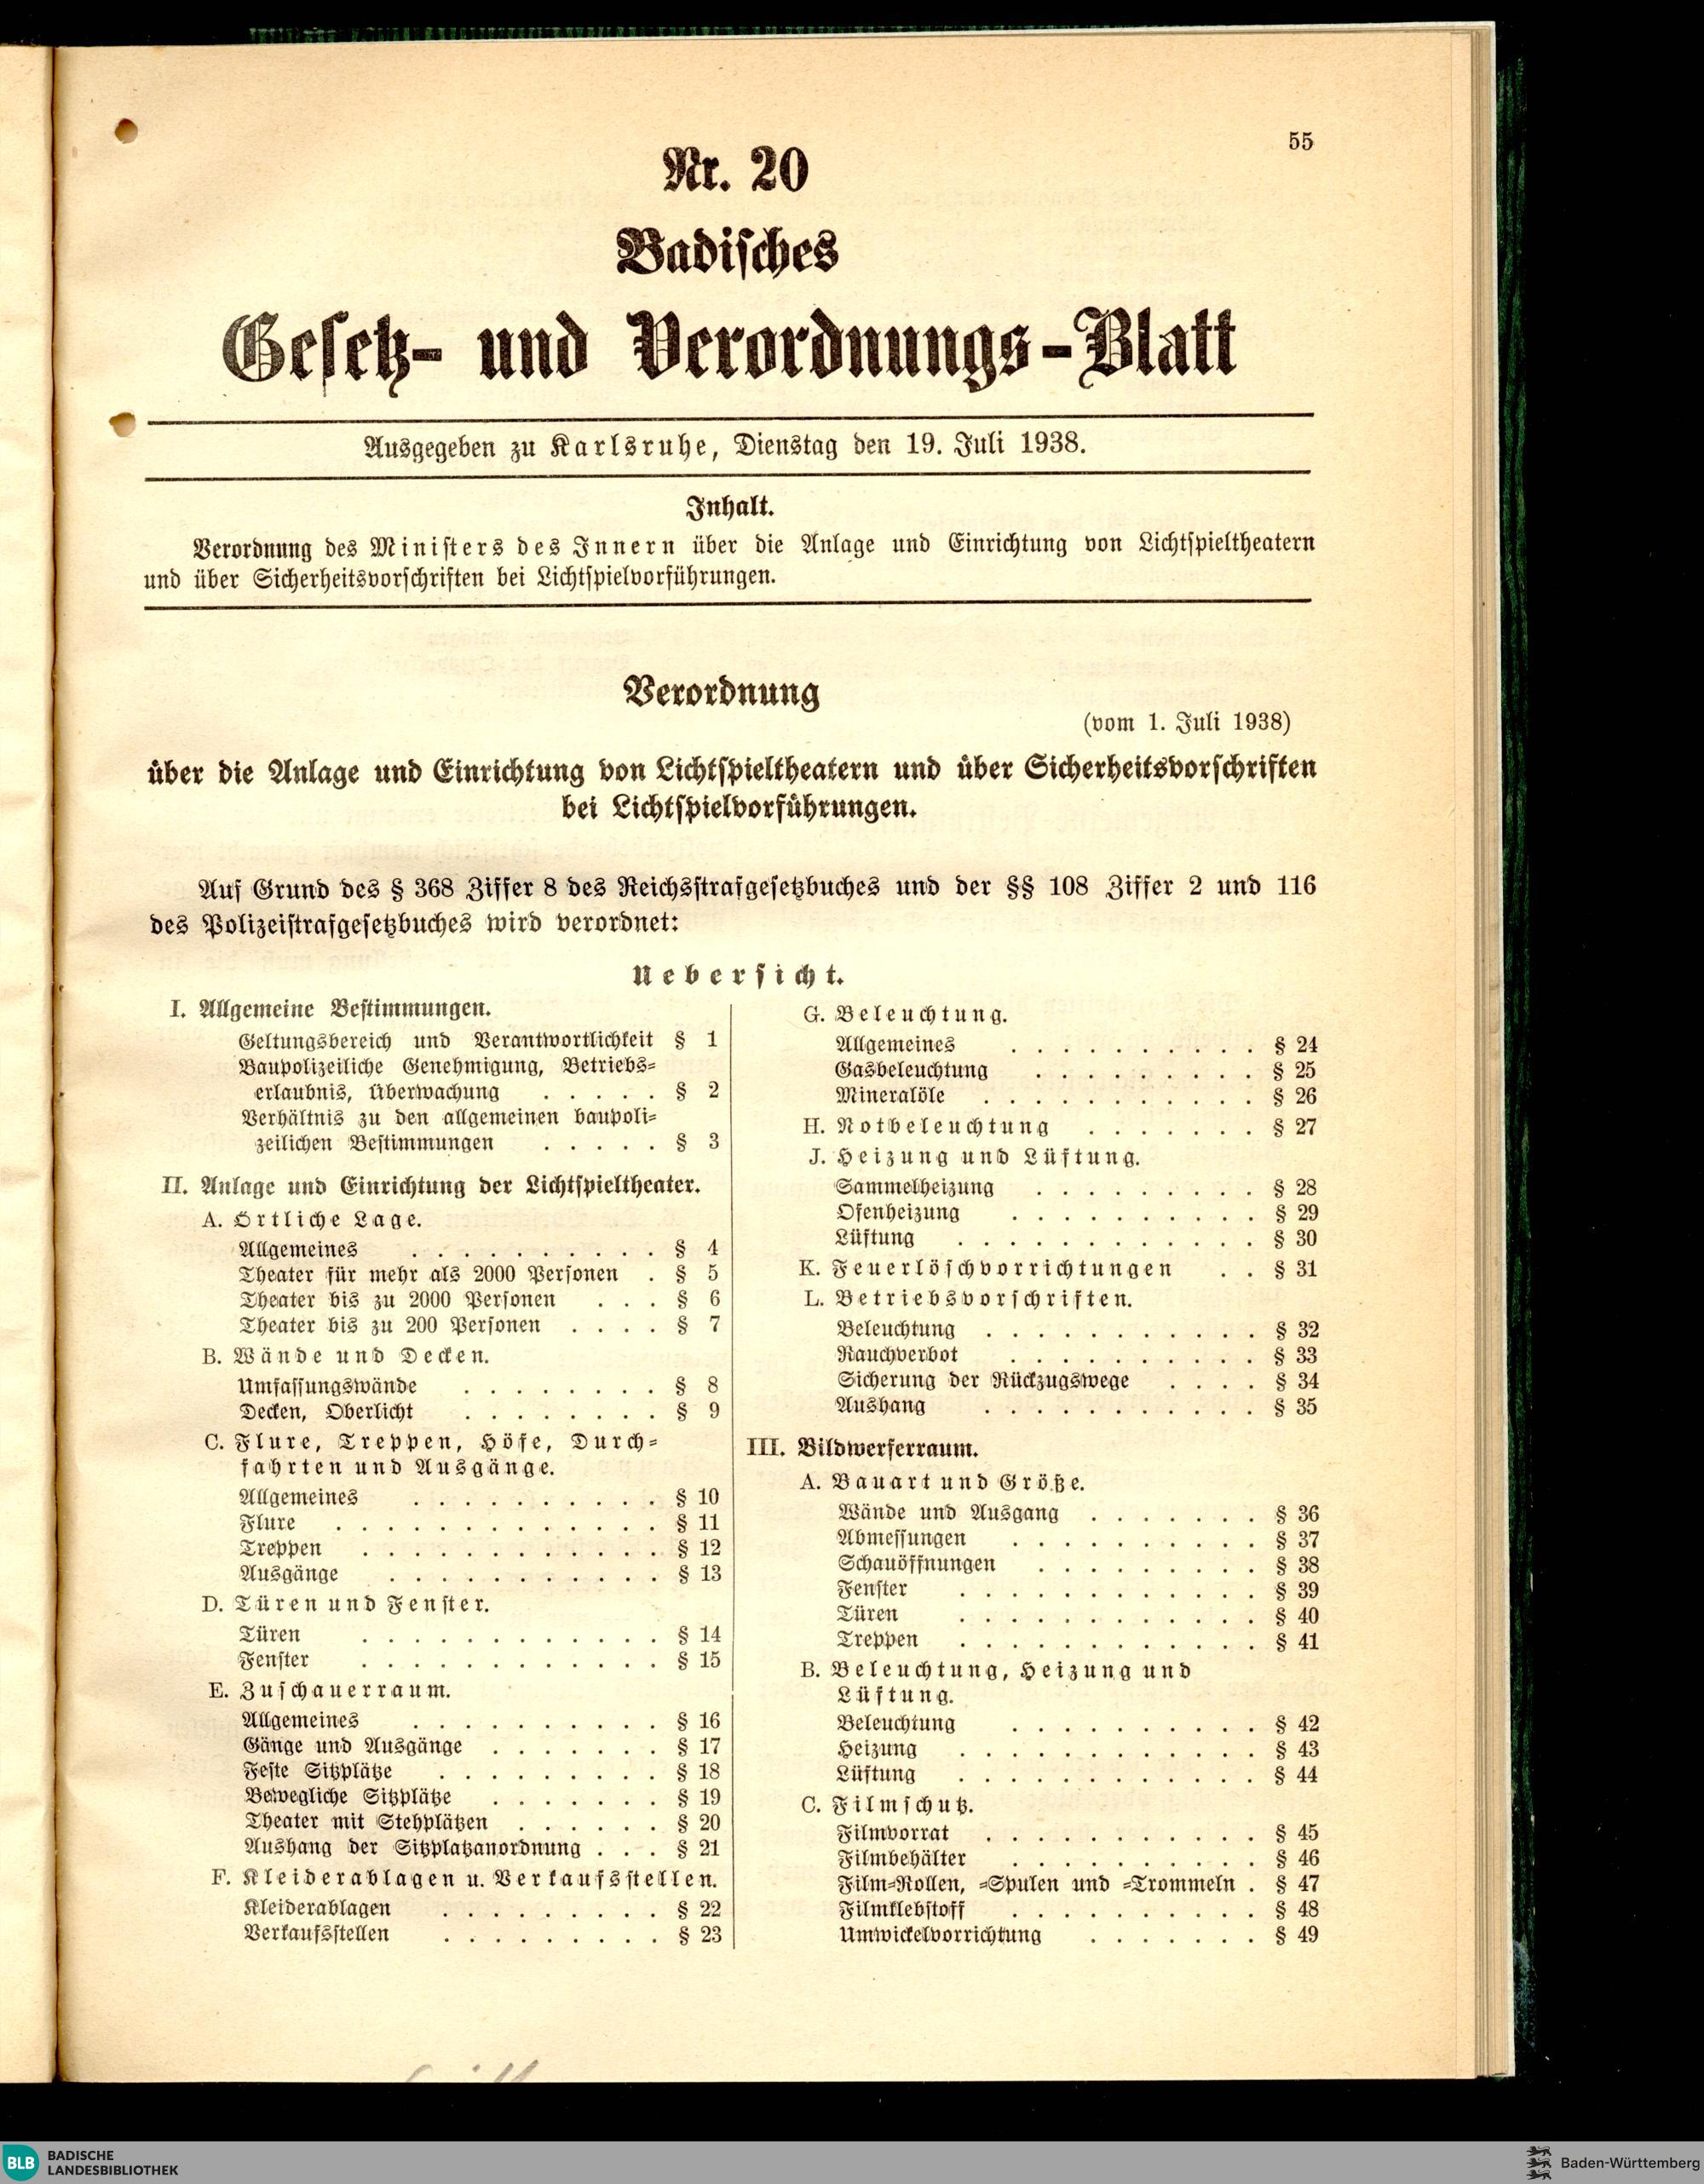 55
Nr. 20
Badisches
Gesetz- und Verordnungs-Blatt
Ausgegeben zu Karlsruhe, Dienstag den 19. Juli 1938.
Inhalt.
Verordnung des Ministers des Innern über die Anlage und Einrichtung von Lichtspieltheatern
und über Sicherheitsvorschriften bei Lichtspielvorführungen.
Verordnung
(vom 1. Juli 1938)
über die Anlage und Einrichtung von Lichtspieltheatern und über Sicherheitsvorschriften
bei Lichtspielvorführungen.
Auf Grund des § 368 Ziffer 8 des Reichsstrafgesetzbuches und der §§ 108 Ziffer 2 und 116
des Polizeistrafgesetzbuches wird verordnet:
Uebersicht.
I. Allgemeine Bestimmungen.
Geltungsbereich und Verantwortlichkeit § 1
Baupolizeiliche Genehmigung, Betriebs-
erlaubnis, Überwachung . . . . . § 2
Verhältnis zu den allgemeinen baupoli-
zeilichen Bestimmungen . . . . . § 3
II. Anlage und Einrichtung der Lichtspieltheater.
A. Örtliche Lage.
Allgemeines . . . . . . . . . . § 4
Theater für mehr als 2000 Personen . § 5
Theater bis zu 2000 Personen . . . § 6
Theater bis zu 200 Personen . . . . § 7
B. Wände und Decken.
Umfassungswände . . . . . . . . § 8
Decken, Oberlicht . . . . . . . . § 9
C. Flure, Treppen, Höfe, Durch-
fahrten und Ausgänge.
Allgemeines . . . . . . . . . . § 10
Flure . . . . . . . . . . . . . § 11
Treppen . . . . . . . . . . . . § 12
Ausgänge . . . . . . . . . . . § 13
D. Türen und Fenster.
Türen . . . . . . . . . . . . § 14
Fenster . . . . . . . . . . . . § 15
E. Zuschauerraum.
Allgemeines . . . . . . . . . . § 16
Gänge und Ausgänge . . . . . . . § 17
Feste Sitzplätze . . . . . . . . . § 18
Bewegliche Sitzplätze . . . . . . . § 19
Theater mit Stehplätzen . . . . . . § 20
Aushang der Sitzplatzanordnung . . . § 21
F. Kleiderablagen u. Verkaufsstellen.
Kleiderablagen . . . . . . . . . § 22
Verkaufsstellen . . . . . . . . . § 23
G. Beleuchtung.
Allgemeines . . . . . . . . . . § 24
Gasbeleuchtung . . . . . . . . . § 25
Mineralöle . . . . . . . . . . . § 26
H. Notbeleuchtung . . . . . . . § 27
J. Heizung und Lüftung.
Sammelheizung . . . . . . . . . § 28
Ofenheizung . . . . . . . . . . § 29
Lüftung . . . . . . . . . . . . § 30
K. Feuerlöschvorrichtungen . . § 31
L. Betriebsvorschriften.
Beleuchtung . . . . . . . . . . . § 32
Rauchverbot . . . . . . . . . . § 33
Sicherung der Rückzugswege . . . . § 34
Aushang . . . . . . . . . . . § 35
III. Bildwerferraum.
A. Bauart und Größe.
Wände und Ausgang . . . . . . . § 36
Abmessungen . . . . . . . . . . § 37
Schauöffnungen . . . . . . . . . § 38
Fenster . . . . . . . . . . . . § 39
Türen . . . . . . . . . . . . § 40
Treppen . . . . . . . . . . . . § 41
B. Beleuchtung, Heizung und
Lüftung.
Beleuchtung . . . . . . . . . . § 42
Heizung . . . . . . . . . . . . § 43
Lüftung . . . . . . . . . . . . § 44
C. Filmschutz.
Filmvorrat . . . . . . . . . . . § 45
Filmbehälter . . . . . . . . . . § 46
Film-Rollen, -Spulen und -Trommeln . § 47
Filmklebstoff . . . . . . . . . . § 48
Umwickelvorrichtung . . . . . . . § 49
BLB BADISCHE
LANDESBIBLIOTHEK
Baden-Württemberg